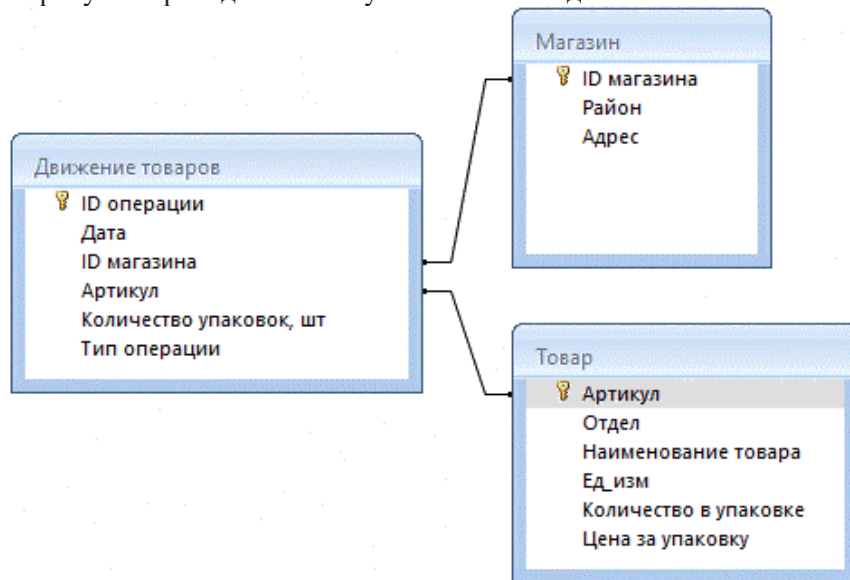 Магазин
ID магазина
Район
Адрес
Движение товаров
ID операции
Дата
ID магазина
Артикул
Количество упаковок, шт
Тип операции
Товар
Артикул
Отдел
Наименование товара
Ед_изм
Количество в упаковке
Цена за упаковку